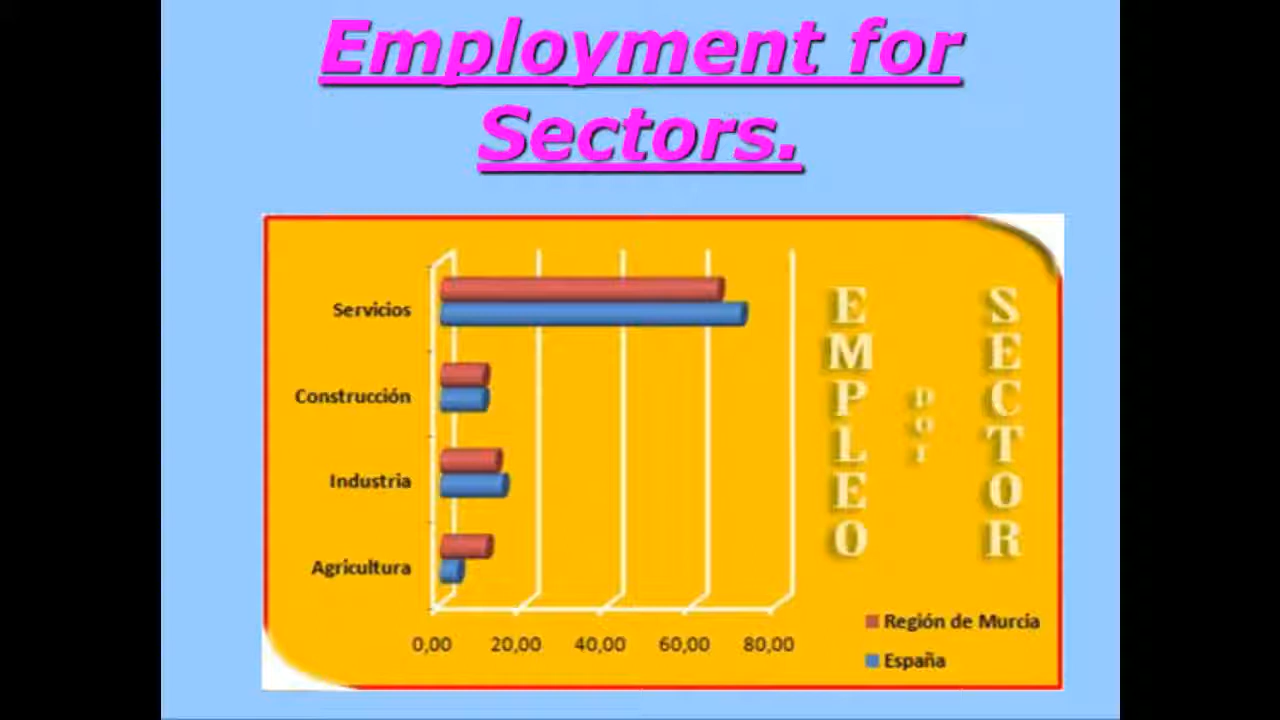 Employment for
Sectors.
Servicios
Construcción
Industria
Agricultura
0,00 20,00 40,00 60,00 80,00
EMPLEO
por
SECTOR
Región de Murcia
España